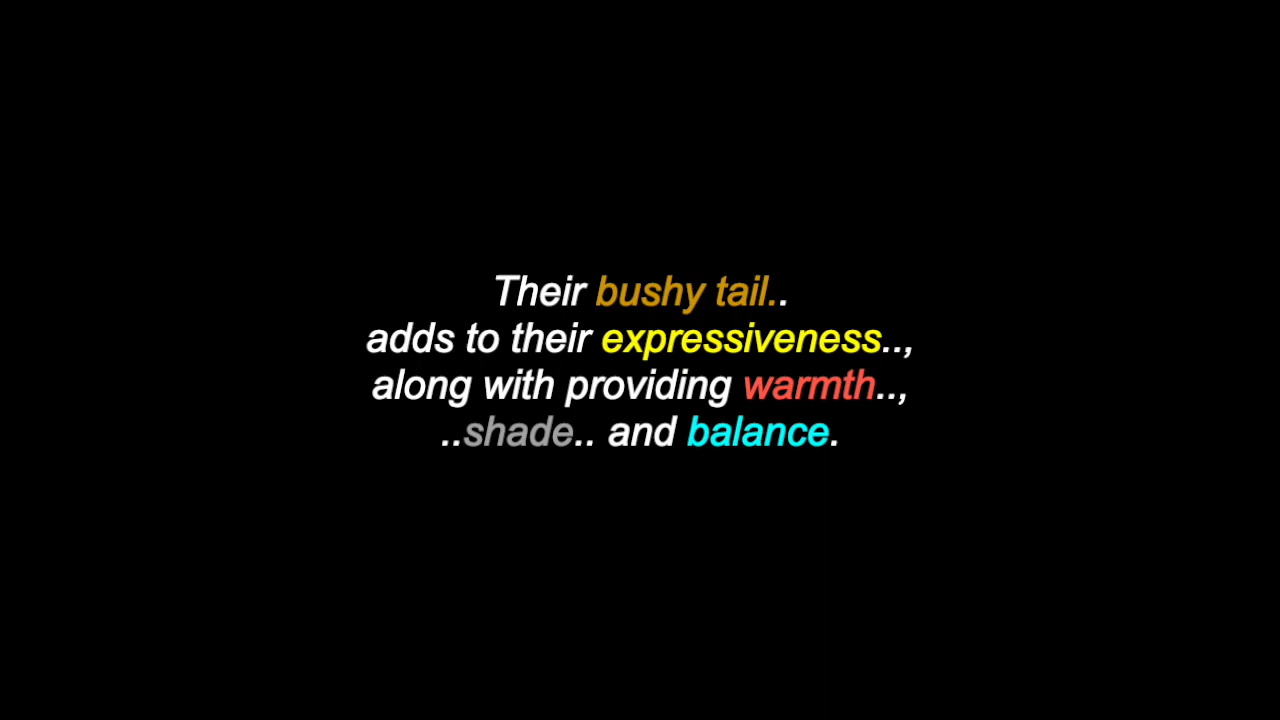 Their bushy tail..
adds to their expressiveness..,
along with providing warmth..,
..shade.. and balance.